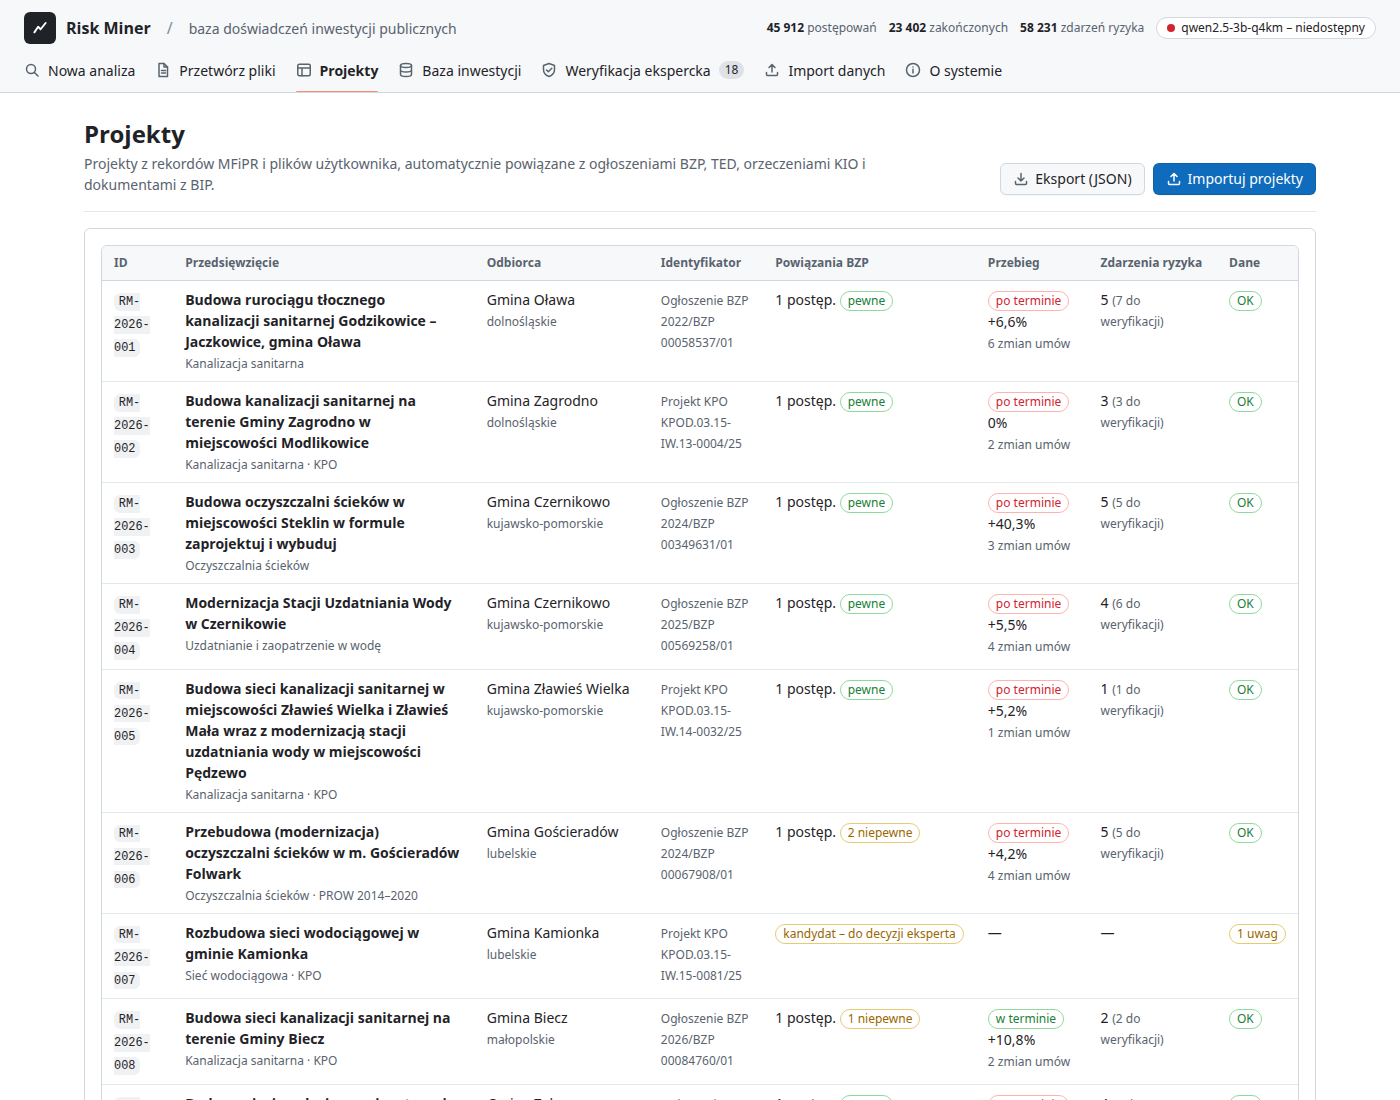 Risk Miner / baza doświadczeń inwestycji publicznych
45 912 postępowań 23 402 zakończonych 58 231 zdarzeń ryzyka qwen2.5-3b-q4km – niedostępny
Nowa analiza Przetwórz pliki Projekty Baza inwestycji Weryfikacja ekspercka 18 Import danych O systemie
Projekty
Projekty z rekordów MFiPR i plików użytkownika, automatycznie powiązane z ogłoszeniami BZP, TED, orzeczeniami KIO i
dokumentami z BIP.
Eksport (JSON) Importuj projekty
ID Przedsięwzięcie Odbiorca Identyfikator Powiązania BZP Przebieg Zdarzenia ryzyka Dane
RM- Budowa rurociągu tłocznego Gmina Oława Ogłoszenie BZP 1 postęp. pewne po terminie 5 (7 do OK
2026- kanalizacji sanitarnej Godzikowice – dolnośląskie 2022/BZP +6,6% weryfikacji)
001 Jaczkowice, gmina Oława 00058537/01 6 zmian umów
Kanalizacja sanitarna
RM- Budowa kanalizacji sanitarnej na Gmina Zagrodno Projekt KPO 1 postęp. pewne po terminie 3 (3 do OK
2026- terenie Gminy Zagrodno w dolnośląskie KPOD.03.15- 0% weryfikacji)
002 miejscowości Modlikowice IW.13-0004/25 2 zmian umów
Kanalizacja sanitarna · KPO
RM- Budowa oczyszczalni ścieków w Gmina Czernikowo Ogłoszenie BZP 1 postęp. pewne po terminie 5 (5 do OK
2026- miejscowości Steklin w formule kujawsko-pomorskie 2024/BZP +40,3% weryfikacji)
003 zaprojektuj i wybuduj 00349631/01 3 zmian umów
Oczyszczalnia ścieków
RM- Modernizacja Stacji Uzdatniania Wody Gmina Czernikowo Ogłoszenie BZP 1 postęp. pewne po terminie 4 (6 do OK
2026- w Czernikowie kujawsko-pomorskie 2025/BZP +5,5% weryfikacji)
004 Uzdatnianie i zaopatrzenie w wodę 00569258/01 4 zmian umów
RM- Budowa sieci kanalizacji sanitarnej w Gmina Zławieś Wielka Projekt KPO 1 postęp. pewne po terminie 1 (1 do OK
2026- miejscowości Zławieś Wielka i Zławieś kujawsko-pomorskie KPOD.03.15- +5,2% weryfikacji)
005 Mała wraz z modernizacją stacji IW.14-0032/25 1 zmian umów
uzdatniania wody w miejscowości
Pędzewo
Kanalizacja sanitarna · KPO
RM- Przebudowa (modernizacja) Gmina Gościeradów Ogłoszenie BZP 1 postęp. 2 niepewne po terminie 5 (5 do OK
2026- oczyszczalni ścieków w m. Gościeradów lubelskie 2024/BZP +4,2% weryfikacji)
006 Folwark 00067908/01 4 zmian umów
Oczyszczalnia ścieków · PROW 2014–2020
RM- Rozbudowa sieci wodociągowej w Gmina Kamionka Projekt KPO kandydat – do decyzji eksperta — — 1 uwag
2026- gminie Kamionka lubelskie KPOD.03.15-
007 Sieć wodociągowa · KPO IW.15-0081/25
RM- Budowa sieci kanalizacji sanitarnej na Gmina Biecz Ogłoszenie BZP 1 postęp. 1 niepewne w terminie 2 (2 do OK
2026- terenie Gminy Biecz małopolskie 2026/BZP +10,8% weryfikacji)
008 Kanalizacja sanitarna · KPO 00084760/01 2 zmian umów